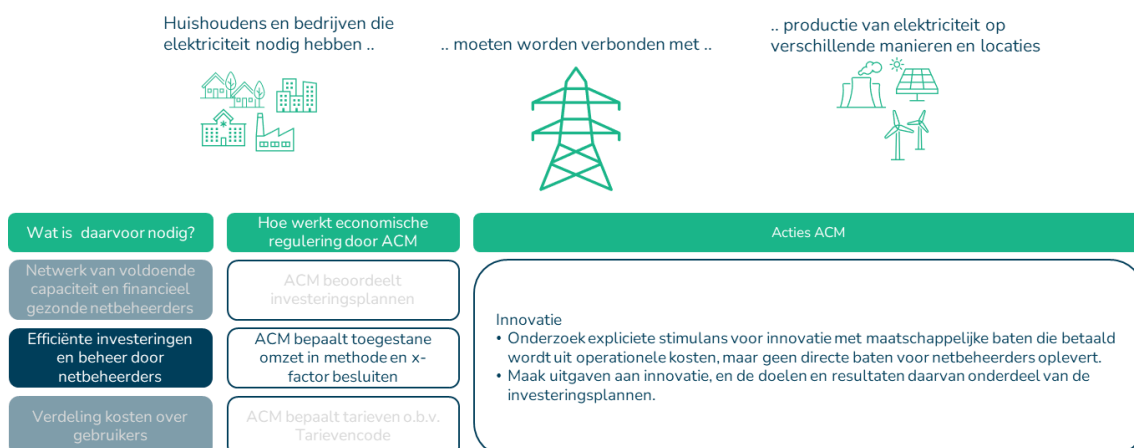 Huishoudens en bedrijven die
elektriciteit nodig hebben ..
.. moeten worden verbonden met ..
.. productie van elektriciteit op
verschillende manieren en locaties
Wat is daarvoor nodig?
Hoe werkt economische
regulering door ACM
Acties ACM
Netwerk van voldoende
capaciteit en financieel
gezonde netbeheerders
ACM beoordeelt
investeringsplannen
Efficiënte investeringen
en beheer door
netbeheerders
ACM bepaalt toegestane
omzet in methode en x-
factor besluiten
Verdeling kosten over
gebruikers
ACM bepaalt tarieven o.b.v.
Tarievencode
Innovatie
• Onderzoek expliciete stimulans voor innovatie met maatschappelijke baten die betaald
wordt uit operationele kosten, maar geen directe baten voor netbeheerders oplevert.
• Maak uitgaven aan innovatie, en de doelen en resultaten daarvan onderdeel van de
investeringsplannen.